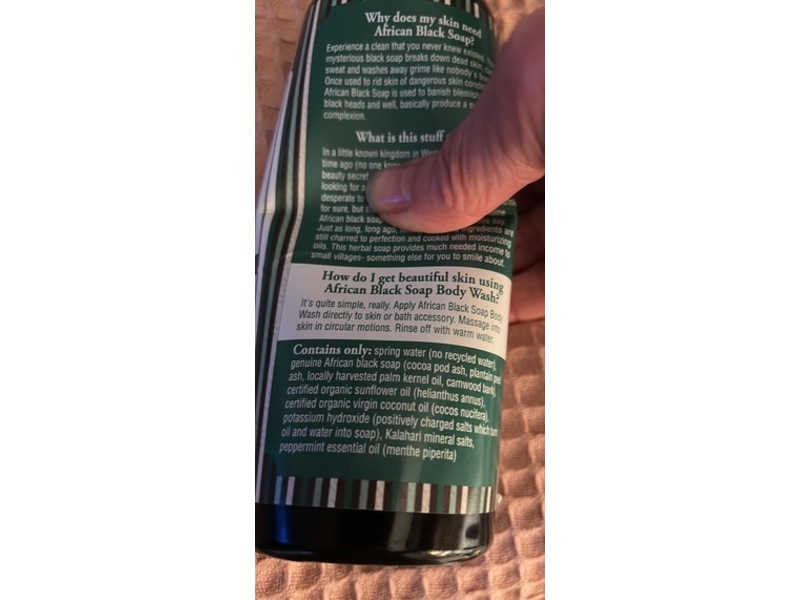 Why does my skin need
African Black Soap?
Experience a clean that you never knew existed.
mysterious black soap breaks down dead skin,
sweat and washes away grime like nobody's
Once used to rid skin of dangerous skin
African Black Soap is used to banish
black heads and well, basically produce a
complexion.
What is this stuff
In a little known kingdom in
time ago (no one
beauty secret
looking for a
desperate to
for sure, but
African black soap day.
Just as long, long ago, ingredients are
still charred to perfection and cooked with moisturizing
oils. This herbal soap provides much needed income to
small villages- something else for you to smile about.
How do I get beautiful skin using
African Black Soap Body Wash?
It's quite simple, really. Apply African Black Soap Body
Wash directly to skin or bath accessory. Massage into
skin in circular motions. Rinse off with warm water.
Contains only: spring water (no recycled water),
genuine African black soap (cocoa pod ash, plantain peel
ash, locally harvested palm kernel oil, camwood bark),
certified organic sunflower oil (helianthus annus),
certified organic virgin coconut oil (cocos nucifera),
potassium hydroxide (positively charged salts which turn
oil and water into soap), Kalahari mineral salts,
peppermint essential oil (menthe piperita)